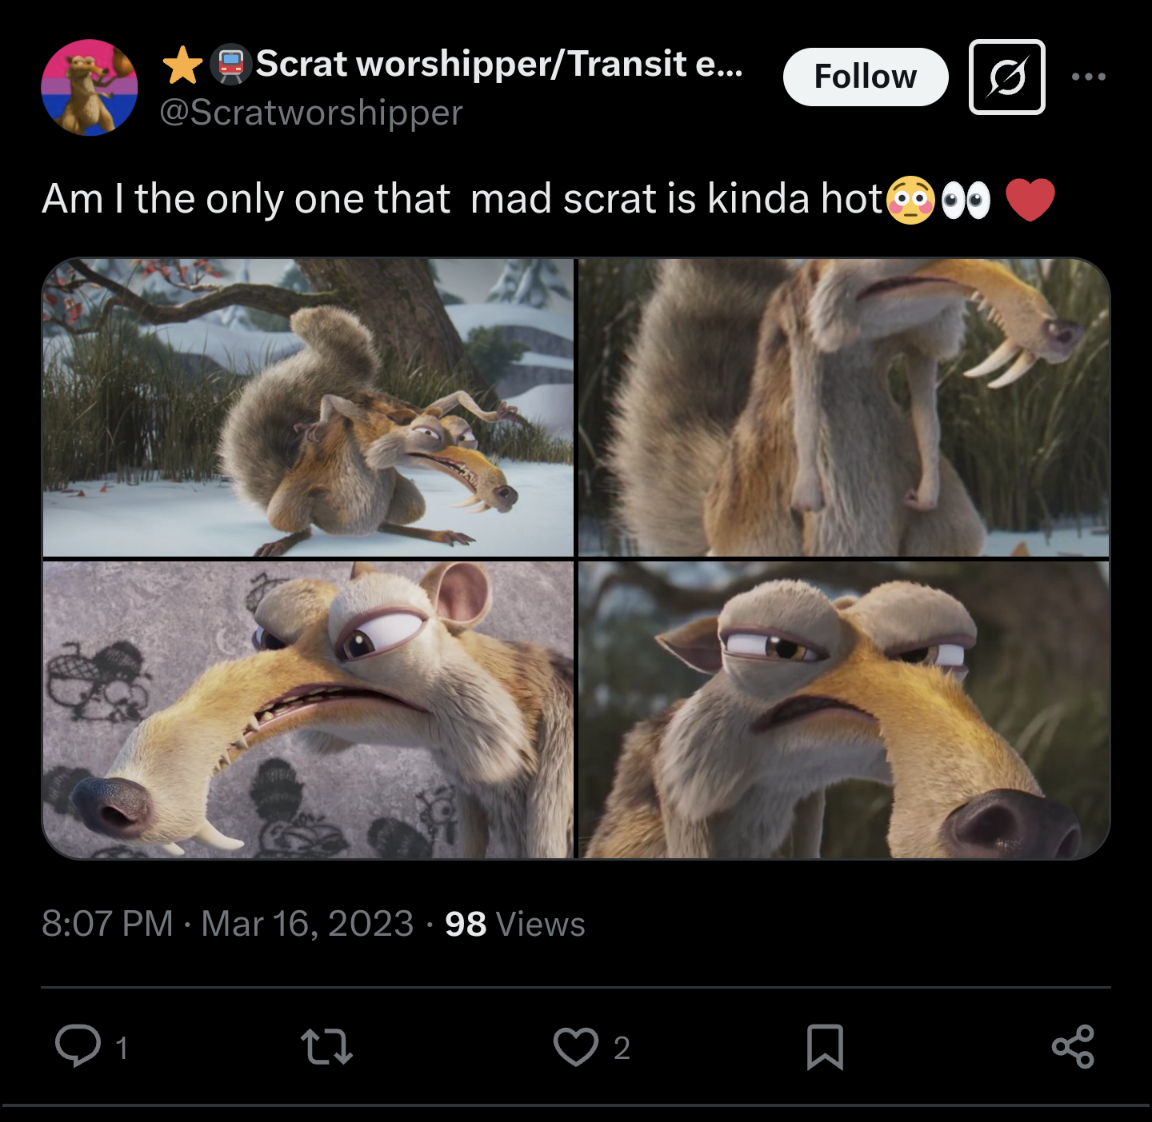 ⭐🚇Scrat worshipper/Transit e...
Follow
@Scratworshipper
Am I the only one that  mad scrat is kinda hot😳👀 ❤️
8:07 PM · Mar 16, 2023 · 98 Views
1
2